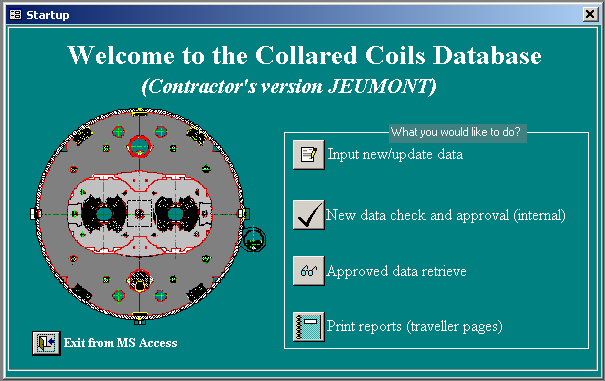 Startup
Welcome to the Collared Coils Database
(Contractor's version JEUMONT)
What you would like to do?
Input new/update data
New data check and approval (internal)
Approved data retrieve
Print reports (traveller pages)
Exit from MS Access